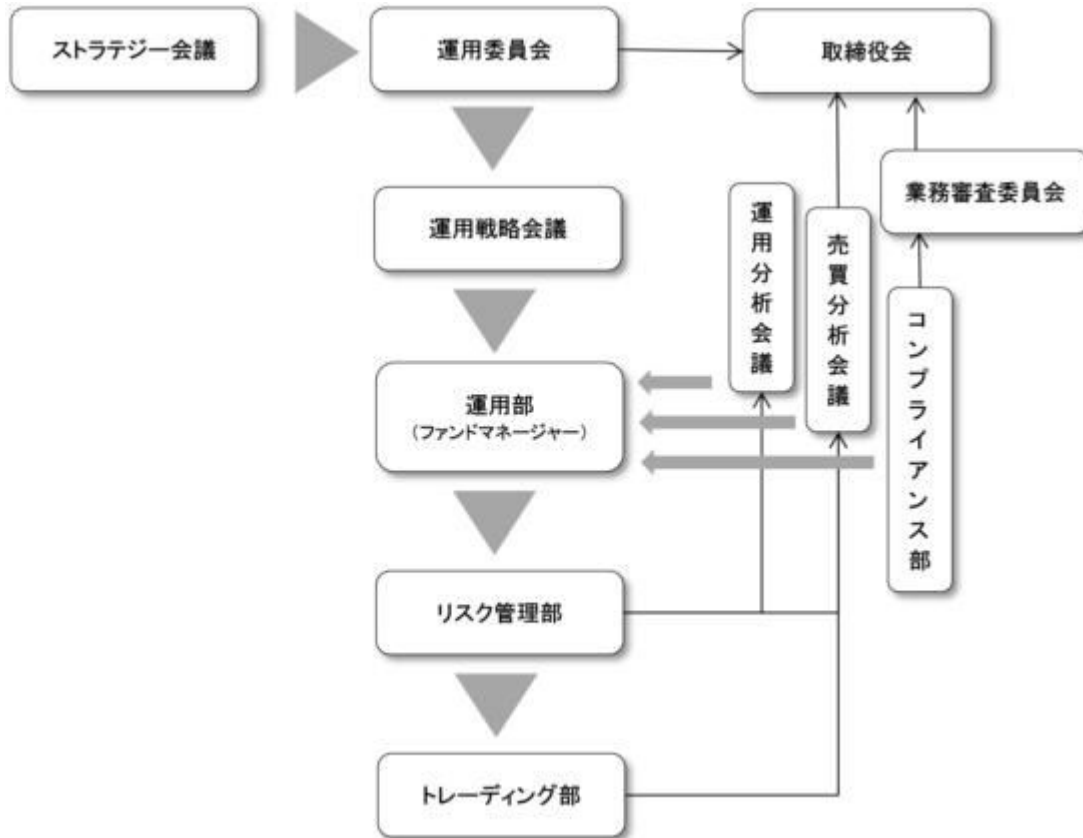 ストラテジー会議
運用委員会
取締役会
業務審査委員会
運用戦略会議
運用分析会議
売買分析会議
コンプライアンス部
運用部
(ファンドマネージャー)
リスク管理部
トレーディング部